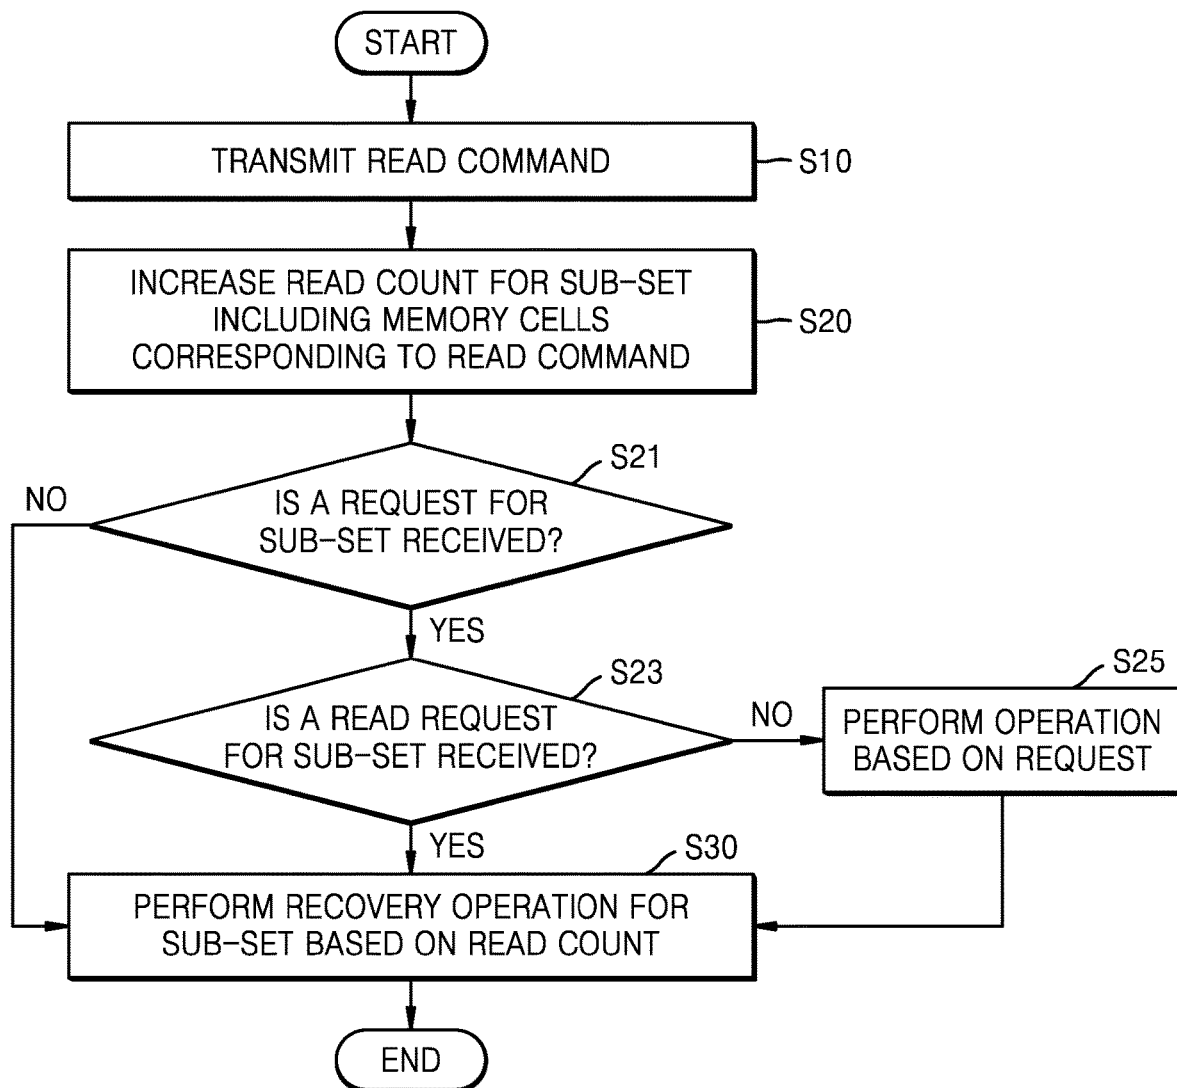 START
TRANSMIT READ COMMAND
S10
INCREASE READ COUNT FOR SUB-SET
INCLUDING MEMORY CELLS
CORRESPONDING TO READ COMMAND
S20
S21
NO
IS A REQUEST FOR
SUB-SET RECEIVED?
YES
S23
S25
IS A READ REQUEST
FOR SUB-SET RECEIVED?
NO
PERFORM OPERATION
BASED ON REQUEST
YES
S30
PERFORM RECOVERY OPERATION FOR
SUB-SET BASED ON READ COUNT
END